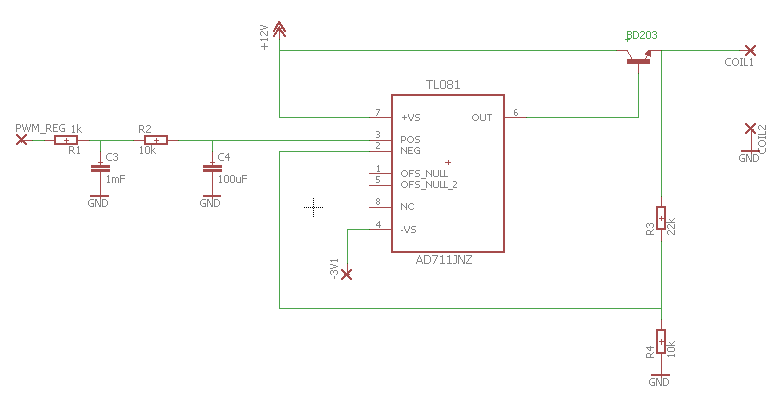 +12V
BD203
COIL1
TL081
PWM_REG 1k
R1
R2
10k
7 +VS OUT 6
3 POS
2 NEG
1 OFS_NULL
5 OFS_NULL_2
8 NC
4 -VS
C3
1mF
GND
C4
100uF
GND
COIL2
GND
-3V1
AD711JNZ
R3
22k
R4
10k
GND